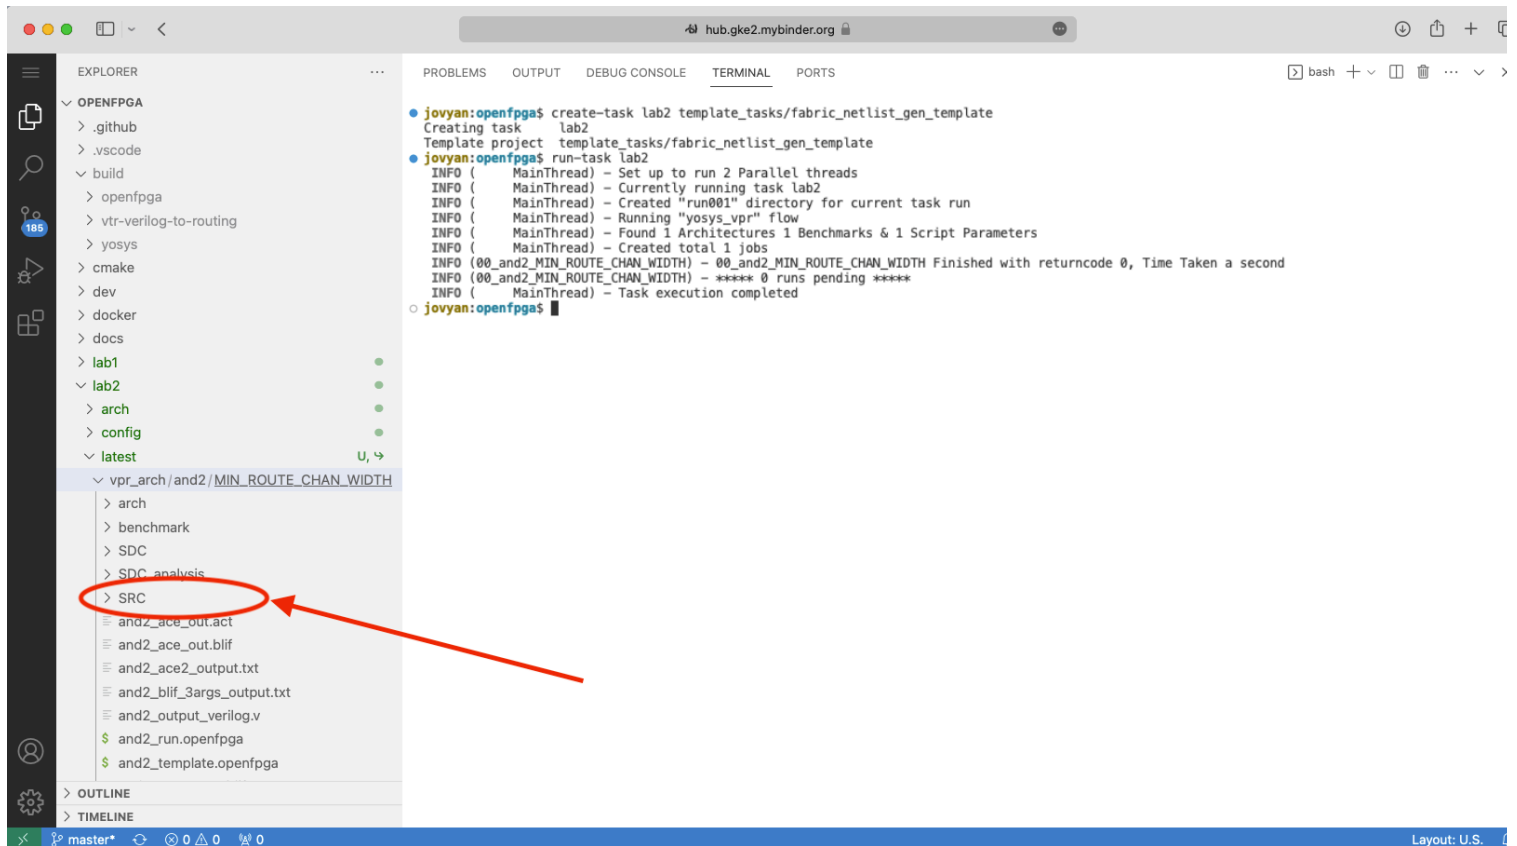 hub.gke2.mybinder.org
EXPLORER
OPENFPGA
.github
.vscode
build
openfpga
vtr-verilog-to-routing
yosys
cmake
dev
docker
docs
lab1
lab2
arch
config
latest U,
vpr_arch/and2/MIN_ROUTE_CHAN_WIDTH
arch
benchmark
SDC
SDC_analysis
SRC
and2_ace_out.act
and2_ace_out.blif
and2_ace2_output.txt
and2_blif_3args_output.txt
and2_output_verilog.v
$ and2_run.openfpga
$ and2_template.openfpga
OUTLINE
TIMELINE
185
PROBLEMS OUTPUT DEBUG CONSOLE TERMINAL PORTS
bash
jovyan:openfpga$ create-task lab2 template_tasks/fabric_netlist_gen_template
Creating task lab2
Template project template_tasks/fabric_netlist_gen_template
jovyan:openfpga$ run-task lab2
INFO ( MainThread) - Set up to run 2 Parallel threads
INFO ( MainThread) - Currently running task lab2
INFO ( MainThread) - Created "run001" directory for current task run
INFO ( MainThread) - Running "yosys_vpr" flow
INFO ( MainThread) - Found 1 Architectures 1 Benchmarks & 1 Script Parameters
INFO ( MainThread) - Created total 1 jobs
INFO (00_and2_MIN_ROUTE_CHAN_WIDTH) - 00_and2_MIN_ROUTE_CHAN_WIDTH Finished with returncode 0, Time Taken a second
INFO (00_and2_MIN_ROUTE_CHAN_WIDTH) - ***** 0 runs pending *****
INFO ( MainThread) - Task execution completed
jovyan:openfpga$
master* 0 0 0
Layout: U.S.